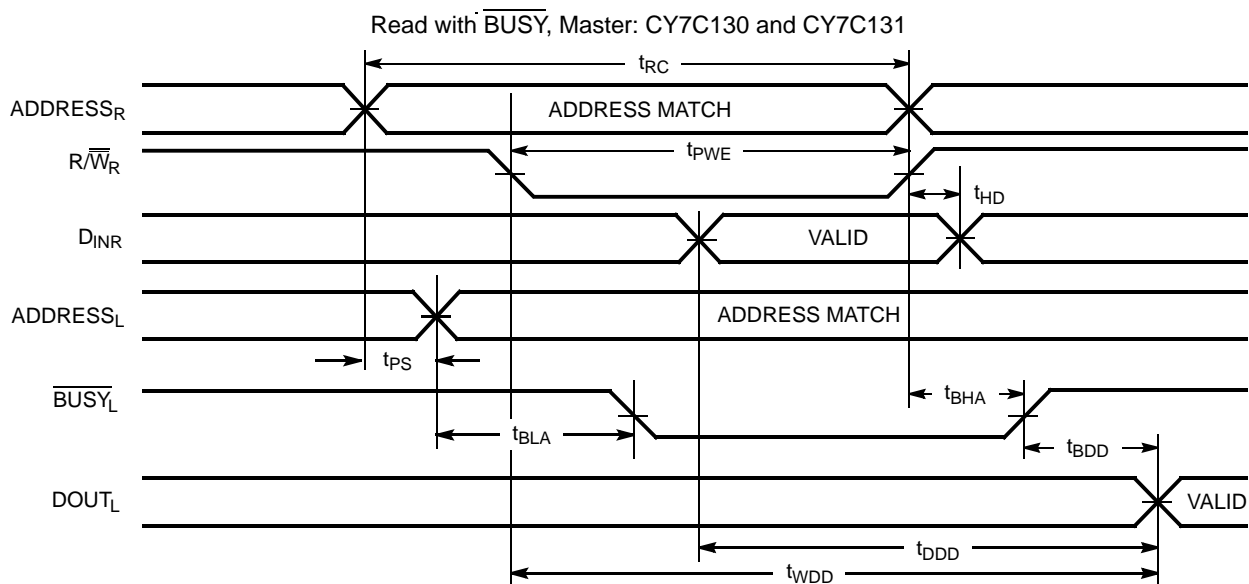 Read with BUSY, Master: CY7C130 and CY7C131
tRC
ADDRESSR
ADDRESS MATCH
R/WR
tPWE
tHD
DINR
VALID
ADDRESSL
ADDRESS MATCH
tPS
BUSYL
tBHA
tBLA
tBDD
DOUTL
VALID
tDDD
tWDD